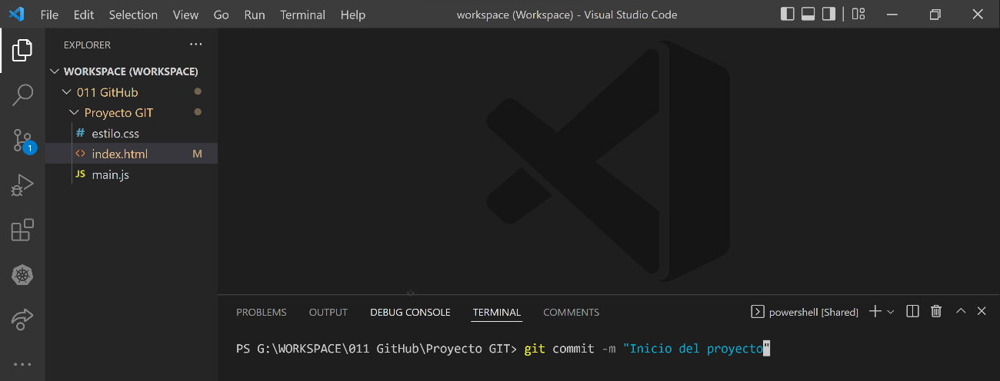 File Edit Selection View Go Run Terminal Help workspace (Workspace) - Visual Studio Code
EXPLORER
WORKSPACE (WORKSPACE)
011 GitHub
Proyecto GIT
# estilo.css
1
<> index.html M
JS main.js
PROBLEMS OUTPUT DEBUG CONSOLE TERMINAL COMMENTS powershell [Shared]
PS G:\WORKSPACE\011 GitHub\Proyecto GIT> git commit -m "Inicio del proyecto"